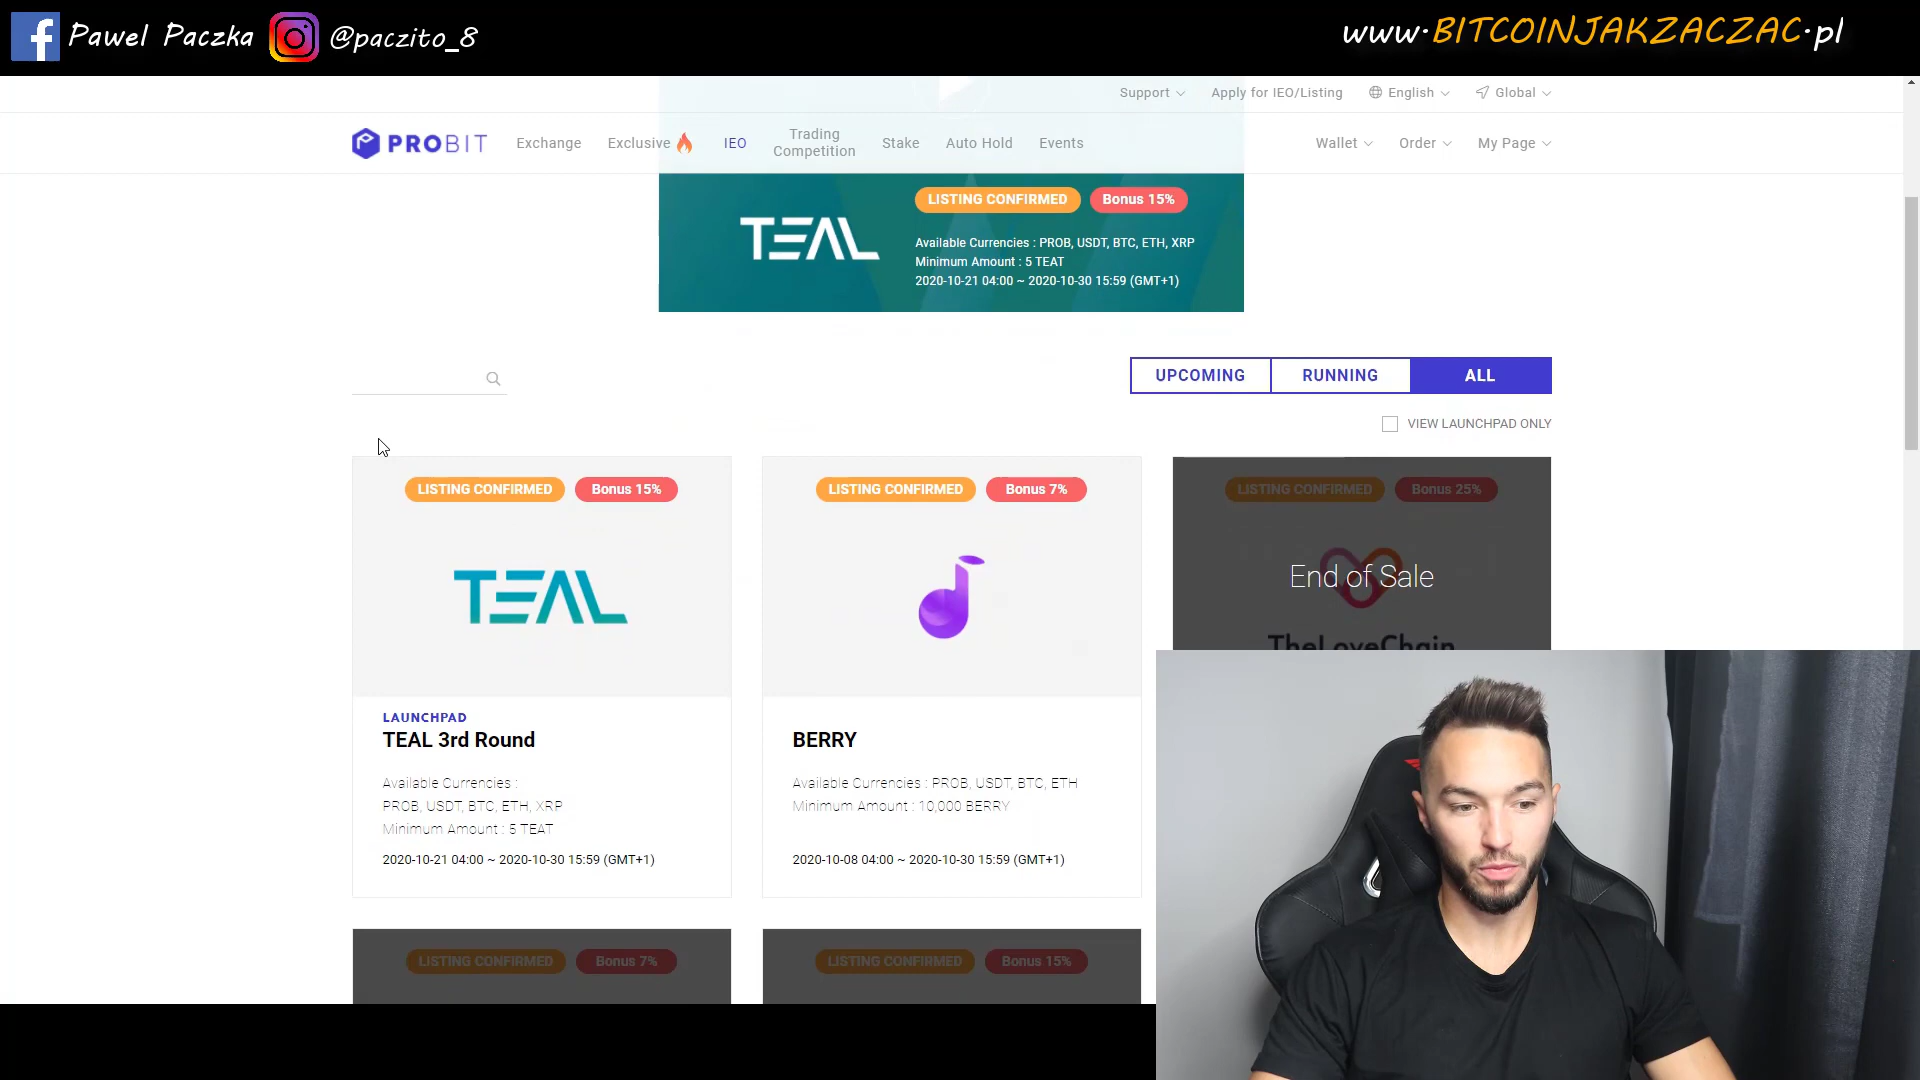 Pawel Paczka @paczito_8
www.BITCOINJAKZACZAC.pl
Support Apply for IEO/Listing English Global
PROBIT Exchange Exclusive IEO Trading Competition Stake Auto Hold Events Wallet Order My Page
LISTING CONFIRMED Bonus 15%
TEAL
Available Currencies : PROB, USDT, BTC, ETH, XRP
Minimum Amount : 5 TEAT
2020-10-21 04:00 ~ 2020-10-30 15:59 (GMT+1)
UPCOMING RUNNING ALL
VIEW LAUNCHPAD ONLY
LISTING CONFIRMED Bonus 15%
TEAL
LAUNCHPAD
TEAL 3rd Round
Available Currencies :
PROB, USDT, BTC, ETH, XRP
Minimum Amount : 5 TEAT
2020-10-21 04:00 ~ 2020-10-30 15:59 (GMT+1)
LISTING CONFIRMED Bonus 7%
BERRY
Available Currencies : PROB, USDT, BTC, ETH
Minimum Amount : 10,000 BERRY
2020-10-08 04:00 ~ 2020-10-30 15:59 (GMT+1)
LISTING CONFIRMED Bonus 25%
End of Sale
TheLoveChain
LISTING CONFIRMED Bonus 7%
LISTING CONFIRMED Bonus 15%